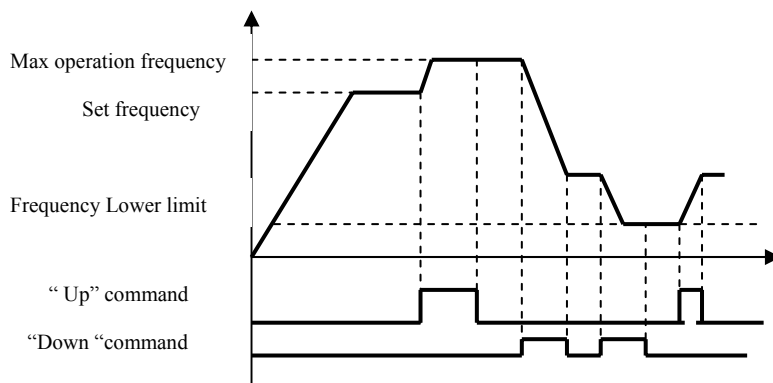 Max operation frequency
Set frequency
Frequency Lower limit
“ Up” command
“Down “command